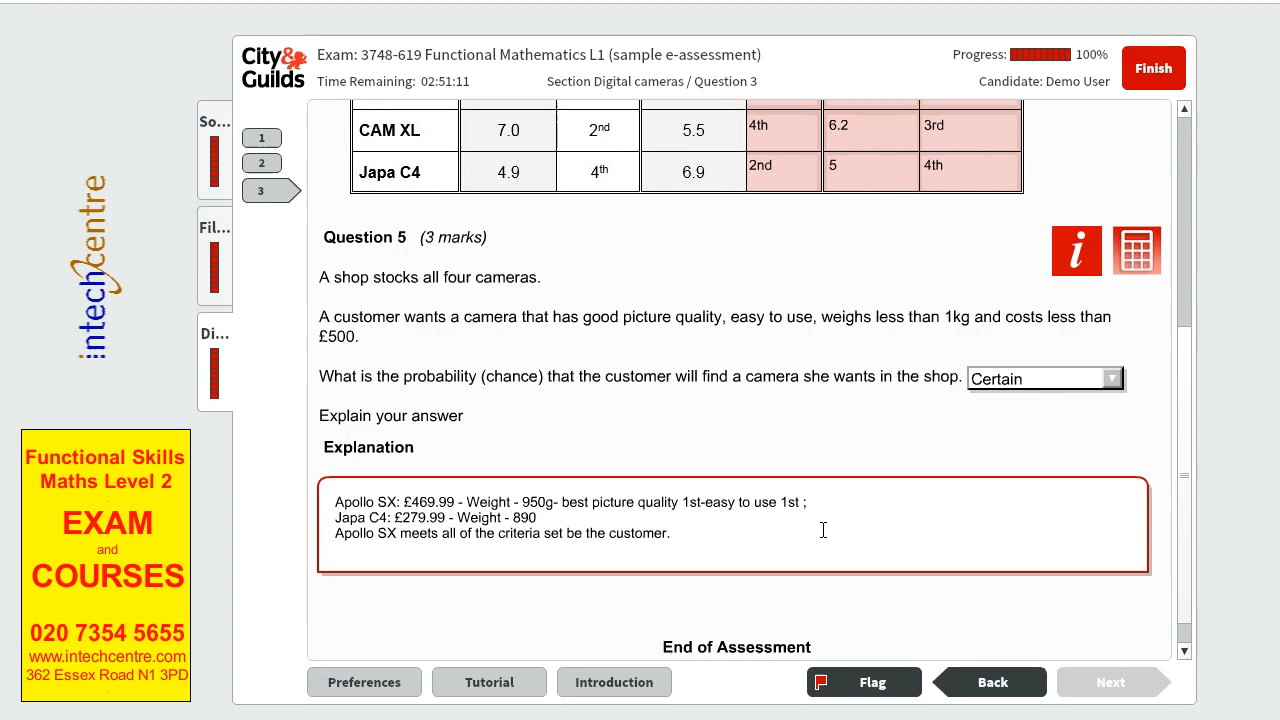 City&
Guilds
Exam: 3748-619 Functional Mathematics L1 (sample e-assessment)
Progress: 100%
Finish
Time Remaining: 02:51:11
Section Digital cameras / Question 3
Candidate: Demo User
So...
Fil...
Di...
1
2
3
CAM XL 7.0 2nd 5.5 4th 6.2 3rd
Japa C4 4.9 4th 6.9 2nd 5 4th
Question 5 (3 marks)
i
A shop stocks all four cameras.
A customer wants a camera that has good picture quality, easy to use, weighs less than 1kg and costs less than
£500.
What is the probability (chance) that the customer will find a camera she wants in the shop. Certain
Explain your answer
Explanation
Apollo SX: £469.99 - Weight - 950g- best picture quality 1st-easy to use 1st ;
Japa C4: £279.99 - Weight - 890
Apollo SX meets all of the criteria set be the customer.
End of Assessment
Preferences
Tutorial
Introduction
Flag
Back
Next
intechcentre
Functional Skills
Maths Level 2
EXAM
and
COURSES
020 7354 5655
www.intechcentre.com
362 Essex Road N1 3PD